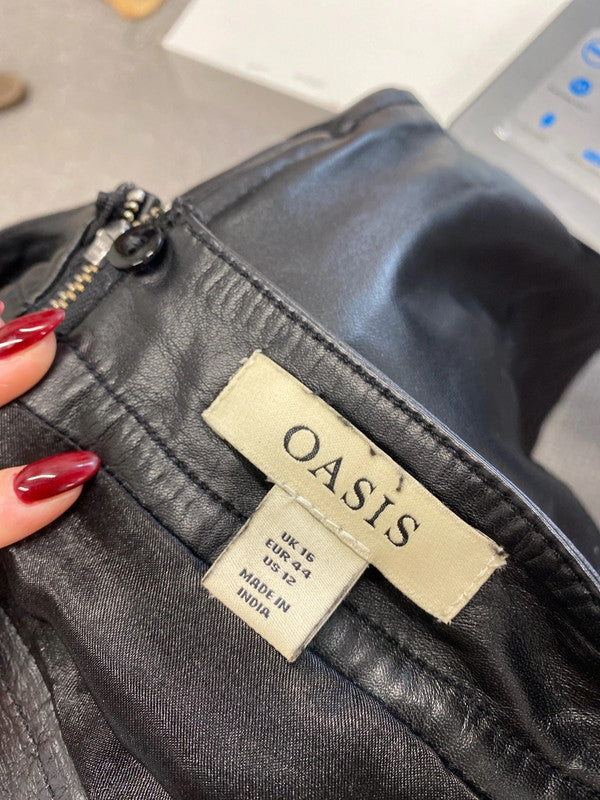 OASIS
UK 16
EUR 44
US 12
MADE IN
INDIA